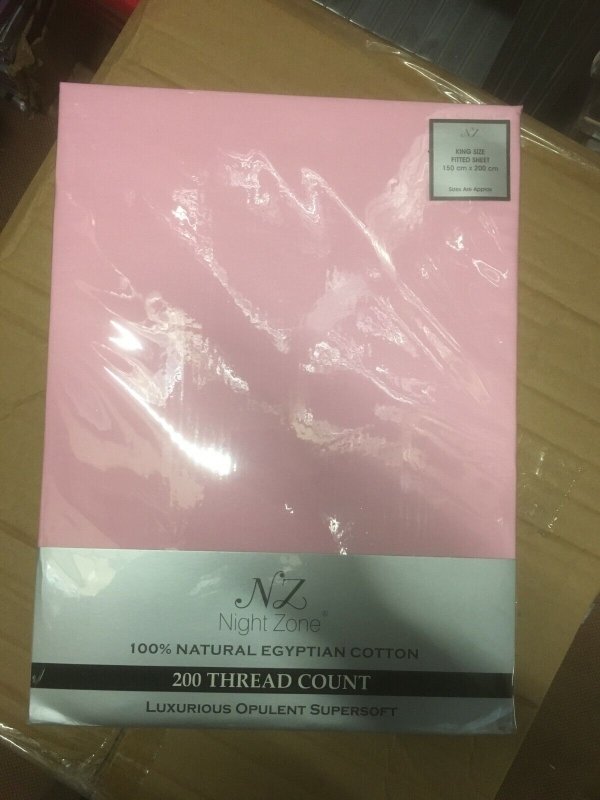 NZ
KING SIZE
FITTED SHEET
150 cm x 200 cm
Sizes Are Approx
NZ
Night Zone®
100% NATURAL EGYPTIAN COTTON
200 THREAD COUNT
LUXURIOUS OPULENT SUPERSOFT